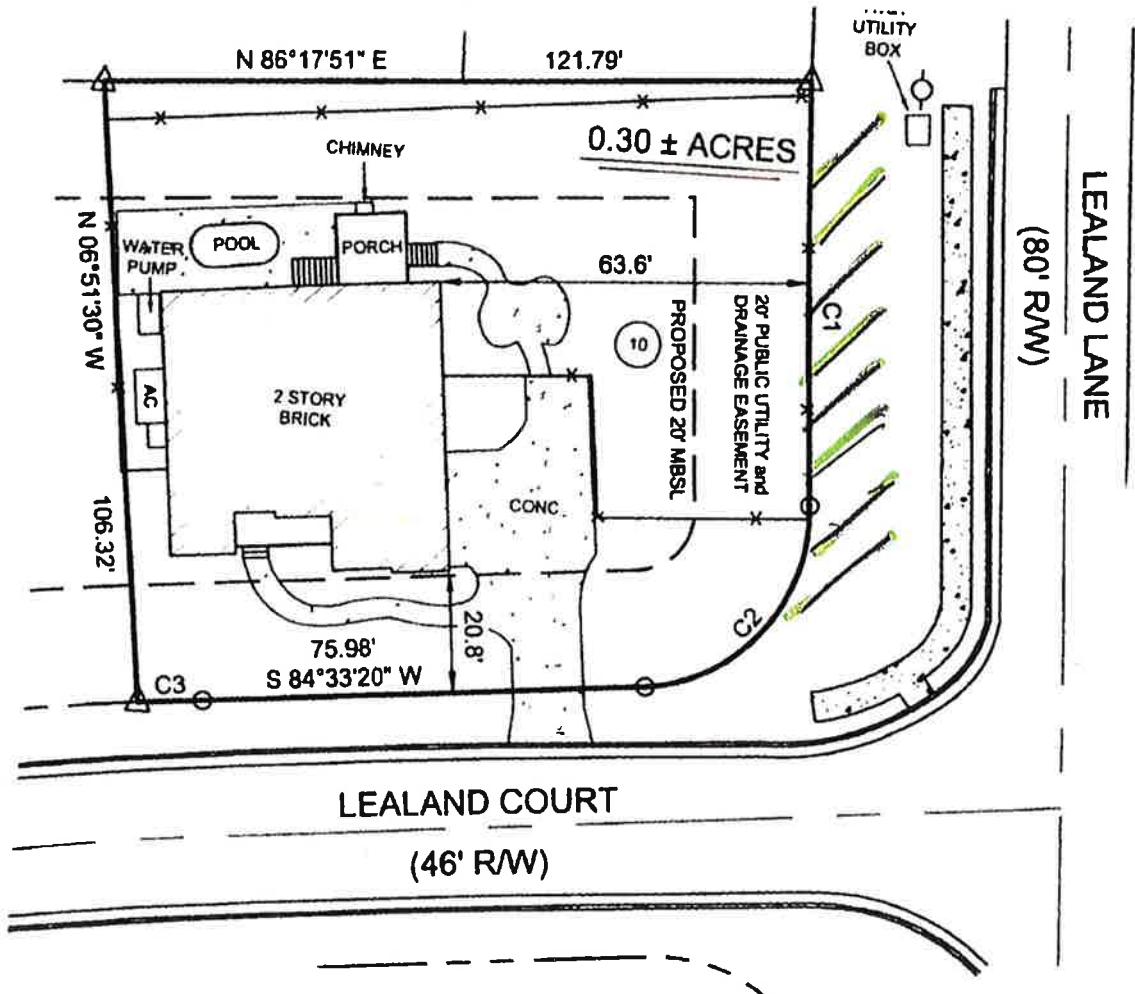 UTILITY
BOX
N 86°17'51" E
121.79'
0.30 ± ACRES
CHIMNEY
LEALAND LANE
(80' R/W)
N 06°51'30" W
106.32'
WATER
PUMP
POOL
PORCH
63.6'
C1
20' PUBLIC UTILITY and
DRAINAGE EASEMENT
PROPOSED 20' MBSL
10
AC
2 STORY
BRICK
CONC.
20.8'
C2
75.98'
S 84°33'20" W
C3
LEALAND COURT
(46' R/W)